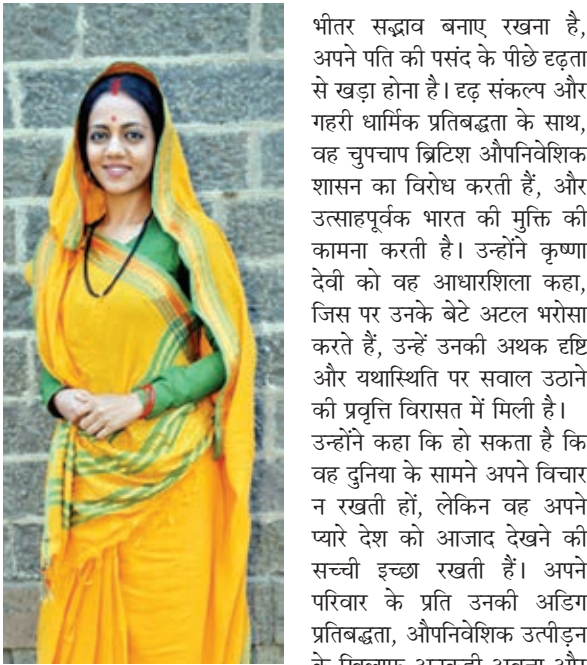 भीतर सद्भाव बनाए रखना है,
अपने पति की पसंद के पीछे दृढ़ता
से खड़ा होना है। दृढ़ संकल्प और
गहरी धार्मिक प्रतिबद्धता के साथ,
वह चुपचाप ब्रिटिश औपनिवेशिक
शासन का विरोध करती हैं, और
उत्साहपूर्वक भारत की मुक्ति की
कामना करती है। उन्होंने कृष्णा
देवी को वह आधारशिला कहा,
जिस पर उनके बेटे अटल भरोसा
करते हैं, उन्हें उनकी अथक दृष्टि
और यथास्थिति पर सवाल उठाने
की प्रवृत्ति विरासत में मिली है।
उन्होंने कहा कि हो सकता है कि
वह दुनिया के सामने अपने विचार
न रखती हों, लेकिन वह अपने
प्यारे देश को आजाद देखने की
सच्ची इच्छा रखती हैं। अपने
परिवार के प्रति उनकी अडिग
प्रतिबद्धता, औपनिवेशिक उत्पीड़न